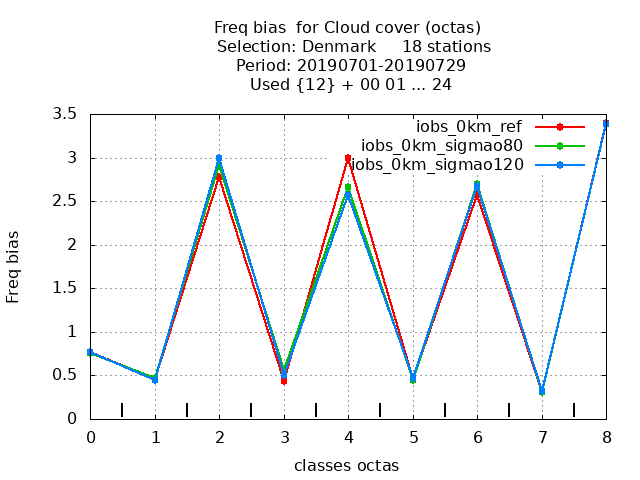 Freq bias  for Cloud cover (octas)
Selection: Denmark     18 stations
Period: 20190701-20190729
Used {12} + 00 01 ... 24
3.5
3
2.5
2
1.5
1
0.5
0
Freq bias
iobs_0km_ref
iobs_0km_sigmao80
iobs_0km_sigmao120
0 1 2 3 4 5 6 7 8
classes octas